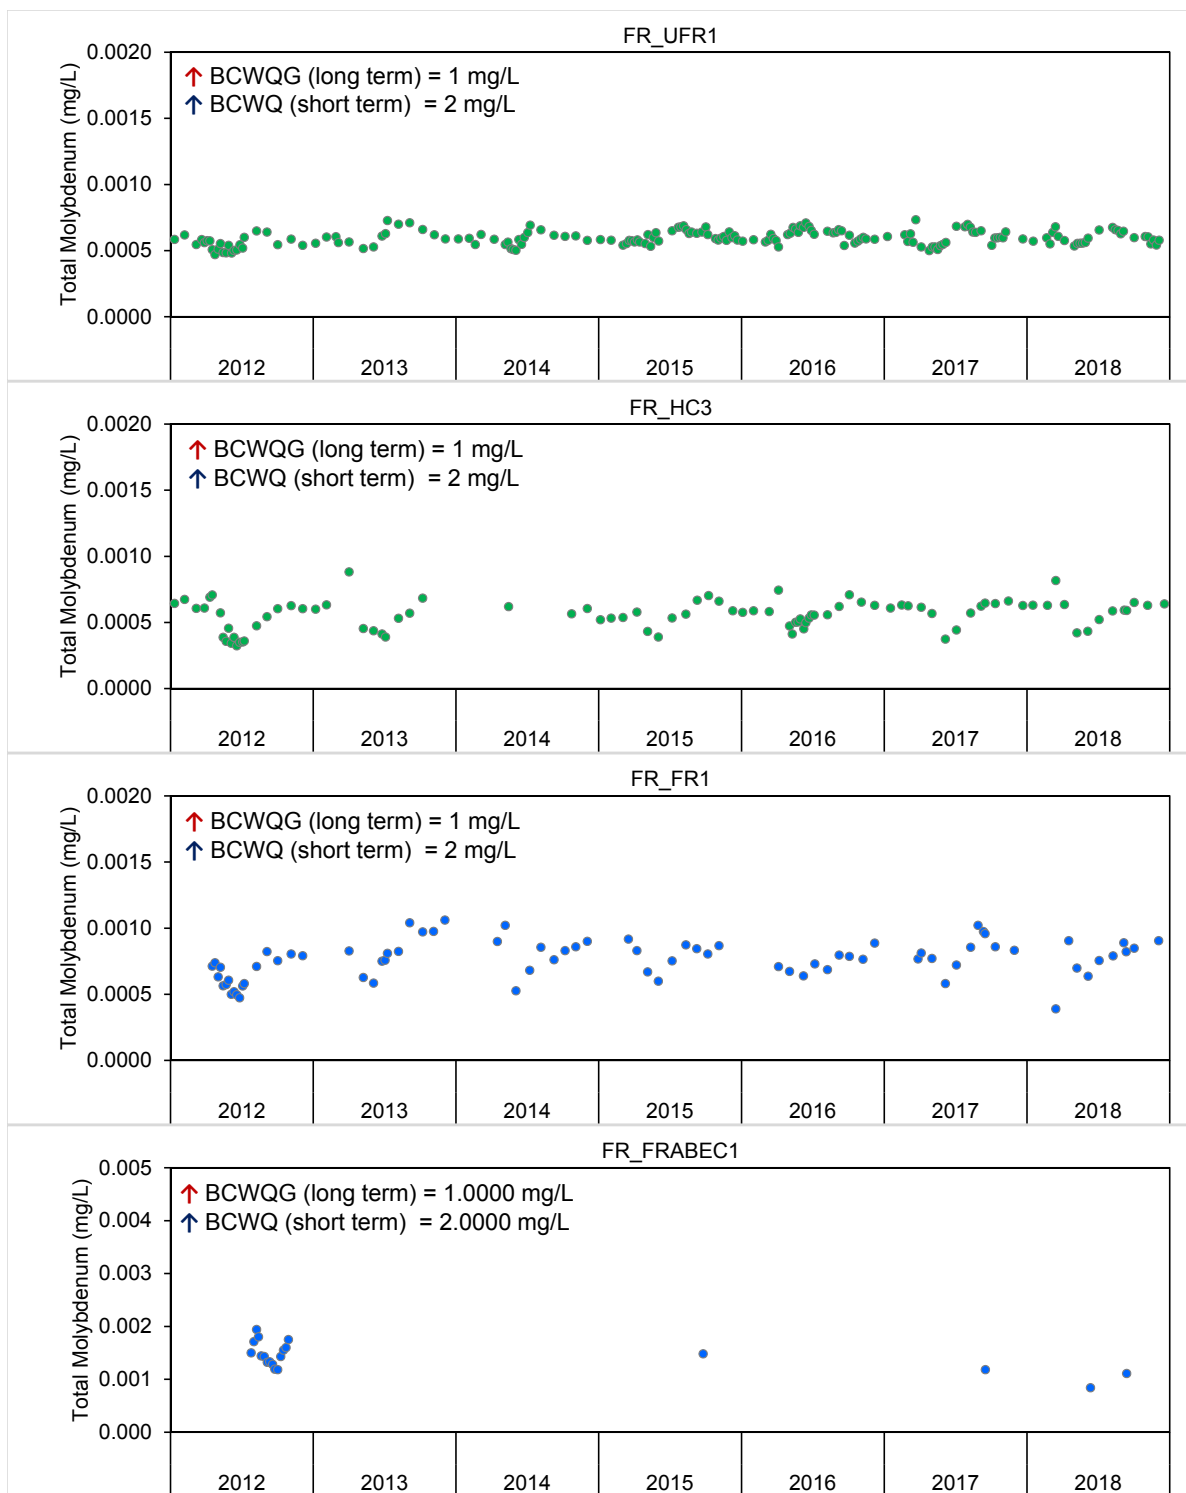 FR_UFR1
0.0020
0.0015
0.0010
0.0005
0.0000
Total Molybdenum (mg/L)
↑ BCWQG (long term) = 1 mg/L
↑ BCWQ (short term)  = 2 mg/L
2012 2013 2014 2015 2016 2017 2018
FR_HC3
0.0020
0.0015
0.0010
0.0005
0.0000
Total Molybdenum (mg/L)
↑ BCWQG (long term) = 1 mg/L
↑ BCWQ (short term)  = 2 mg/L
2012 2013 2014 2015 2016 2017 2018
FR_FR1
0.0020
0.0015
0.0010
0.0005
0.0000
Total Molybdenum (mg/L)
↑ BCWQG (long term) = 1 mg/L
↑ BCWQ (short term)  = 2 mg/L
2012 2013 2014 2015 2016 2017 2018
FR_FRABEC1
0.005
0.004
0.003
0.002
0.001
0.000
Total Molybdenum (mg/L)
↑ BCWQG (long term) = 1.0000 mg/L
↑ BCWQ (short term)  = 2.0000 mg/L
2012 2013 2014 2015 2016 2017 2018